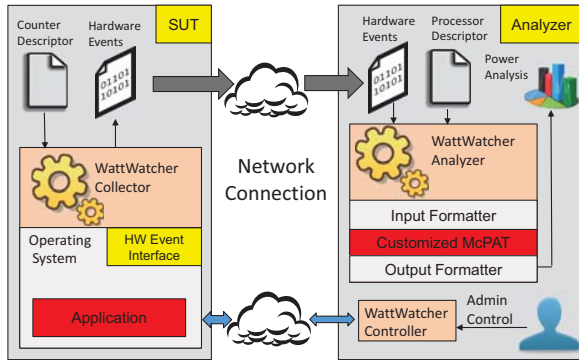 Counter
Descriptor
Hardware
Events
SUT
01101
10101
WattWatcher
Collector
Operating
System
HW Event
Interface
Application
Network
Connection
Hardware
Events
Processor
Descriptor
Analyzer
Power
Analysis
01101
10101
WattWatcher
Analyzer
Input Formatter
Customized McPAT
Output Formatter
WattWatcher
Controller
Admin
Control